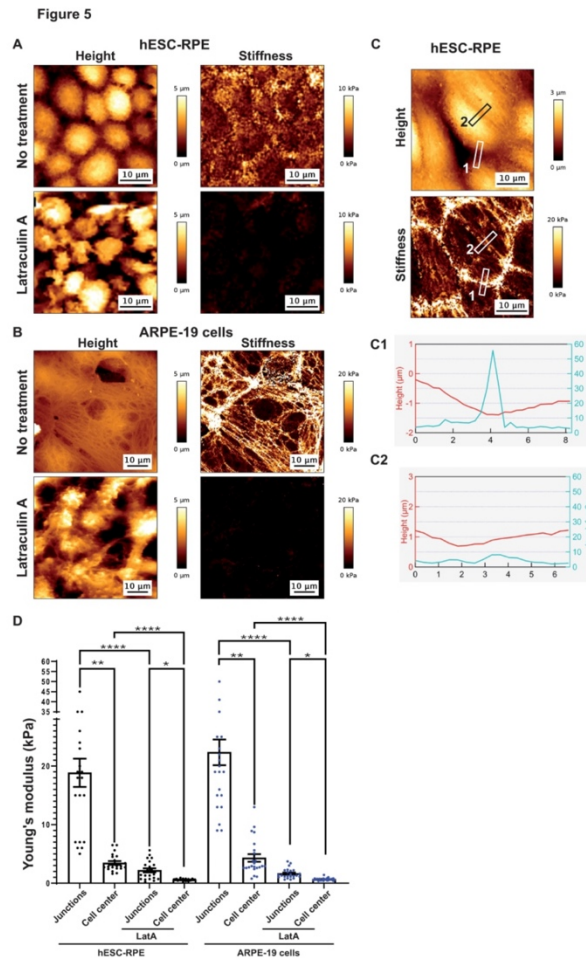 Figure 5
A
hESC-RPE
Height
Stiffness
No treatment
10 µm
5 µm
0 µm
10 µm
10 kPa
0 kPa
Latraculin A
10 µm
5 µm
0 µm
10 µm
10 kPa
0 kPa
B
ARPE-19 cells
Height
Stiffness
No treatment
10 µm
5 µm
0 µm
10 µm
20 kPa
0 kPa
Latraculin A
10 µm
5 µm
0 µm
10 µm
20 kPa
0 kPa
C
hESC-RPE
Height
2
1
10 µm
3 µm
0 µm
Stiffness
2
1
10 µm
20 kPa
0 kPa
C1
Height (µm)
1
0
-1
-2
60
50
40
30
20
10
0
0 2 4 6 8
C2
Height (µm)
3
2
1
0
60
50
40
30
20
10
0
0 1 2 3 4 5 6
D
Young's modulus (kPa)
60
55
50
45
40
35
30
20
10
0
**** ****
**** ****
** * ** *
Junctions Cell center Junctions Cell center Junctions Cell center Junctions Cell center
LatA LatA
hESC-RPE ARPE-19 cells